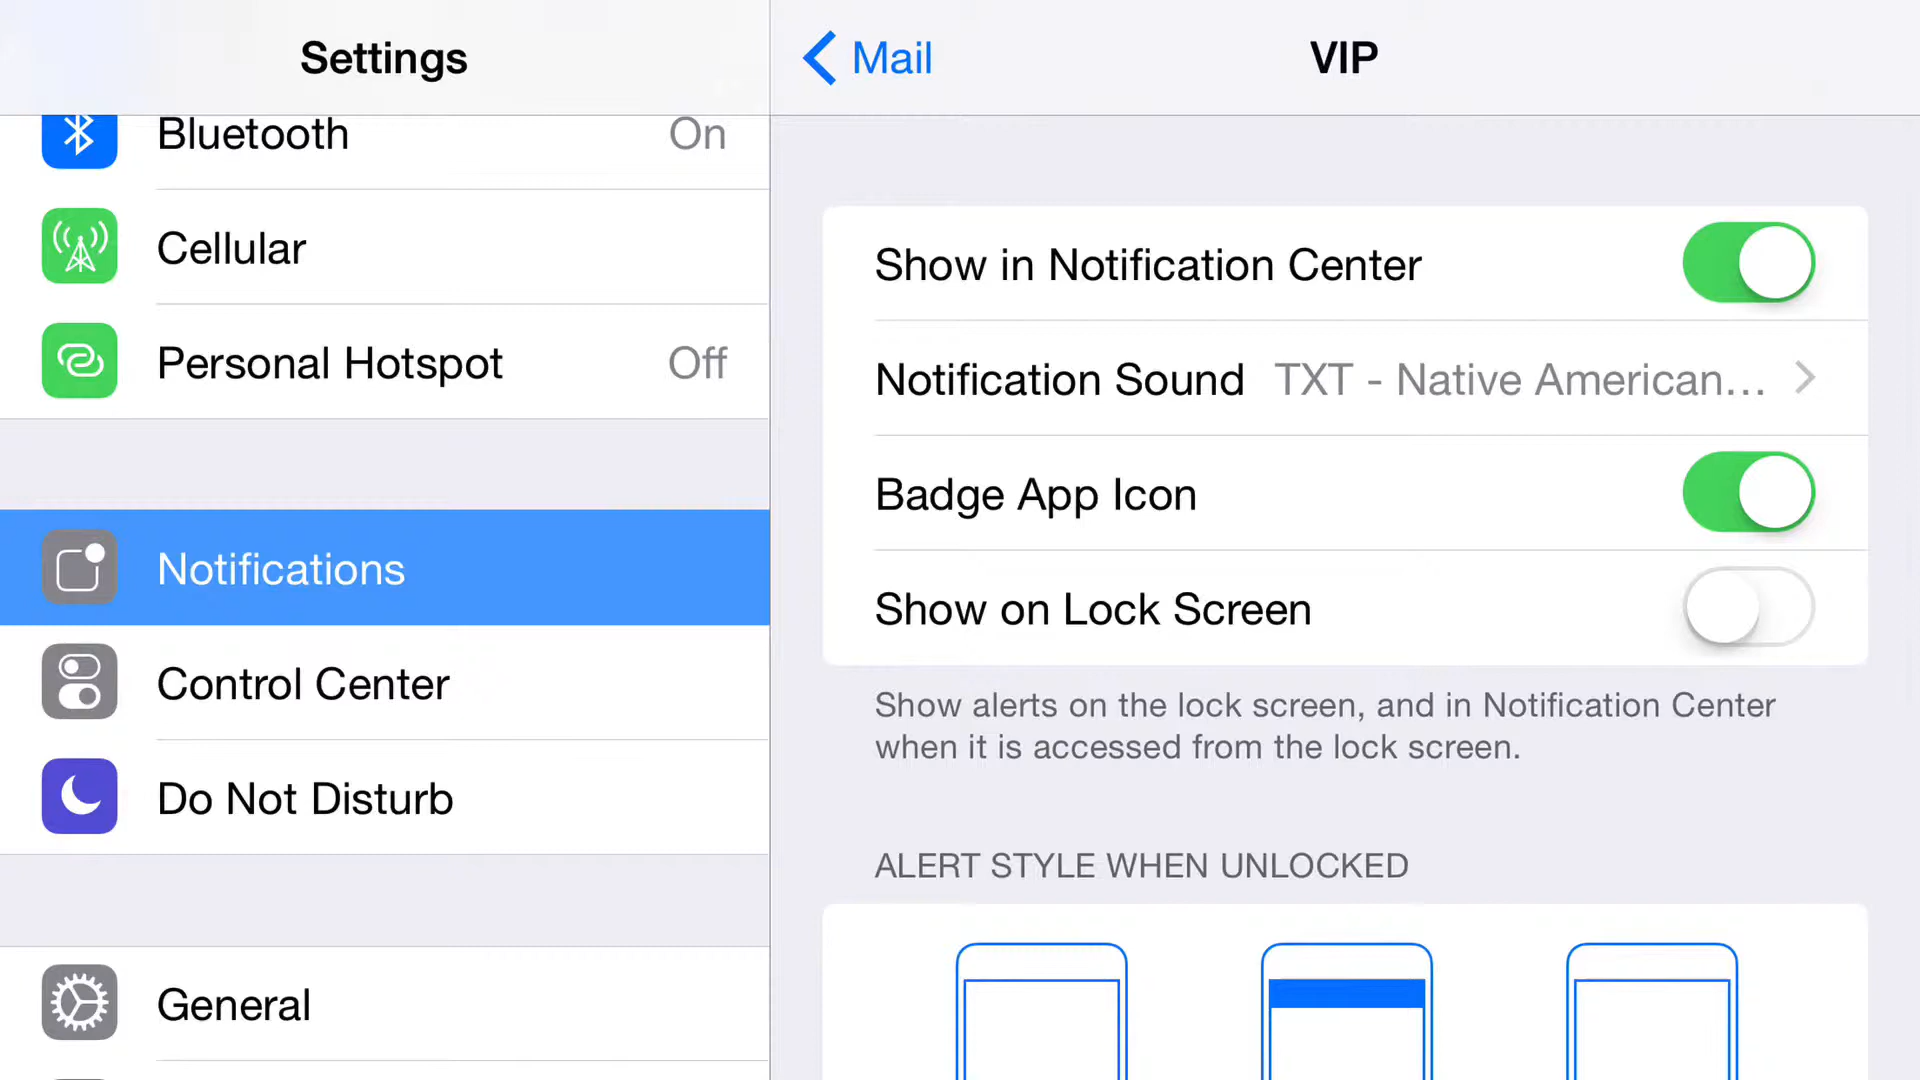 Settings
Bluetooth On
Cellular
Personal Hotspot Off
Notifications
Control Center
Do Not Disturb
General
Mail
VIP
Show in Notification Center
Notification Sound TXT - Native American...
Badge App Icon
Show on Lock Screen
Show alerts on the lock screen, and in Notification Center
when it is accessed from the lock screen.
ALERT STYLE WHEN UNLOCKED